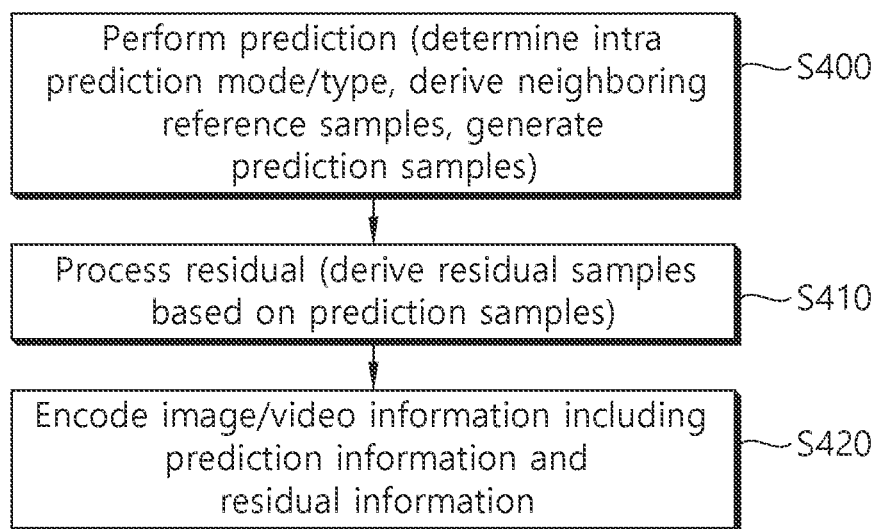 Perform prediction (determine intra
prediction mode/type, derive neighboring
reference samples, generate
prediction samples)
S400
Process residual (derive residual samples
based on prediction samples)
S410
Encode image/video information including
prediction information and
residual information
S420